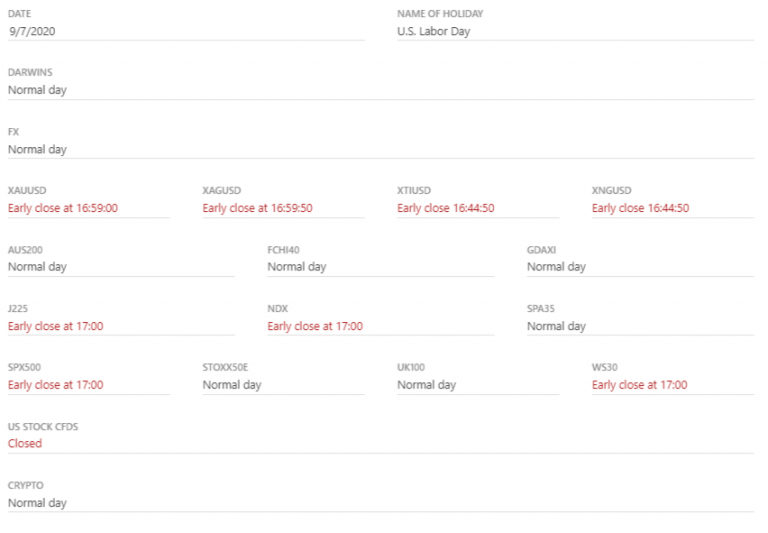 DATE
NAME OF HOLIDAY
9/7/2020
U.S. Labor Day
DARWINS
Normal day
FX
Normal day
XAUUSD
XAGUSD
XTIUSD
XNGUSD
Early close at 16:59:00
Early close at 16:59:50
Early close 16:44:50
Early close 16:44:50
AUS200
FCHI40
GDAXI
Normal day
Normal day
Normal day
J225
NDX
SPA35
Early close at 17:00
Early close at 17:00
Normal day
SPX500
STOXX50E
UK100
WS30
Early close at 17:00
Normal day
Normal day
Early close at 17:00
US STOCK CFDS
Closed
CRYPTO
Normal day